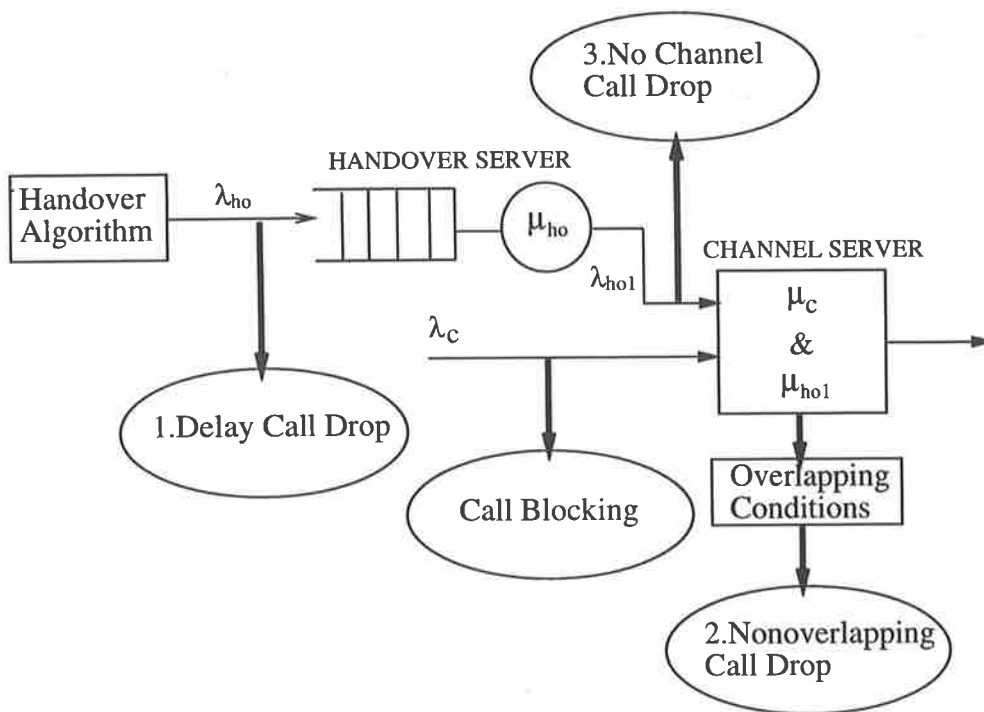 3.No Channel
Call Drop
HANDOVER SERVER
Handover
Algorithm
λho
μho
λho1
CHANNEL SERVER
μc
&
μho1
λc
1.Delay Call Drop
Call Blocking
Overlapping
Conditions
2.Nonoverlapping
Call Drop